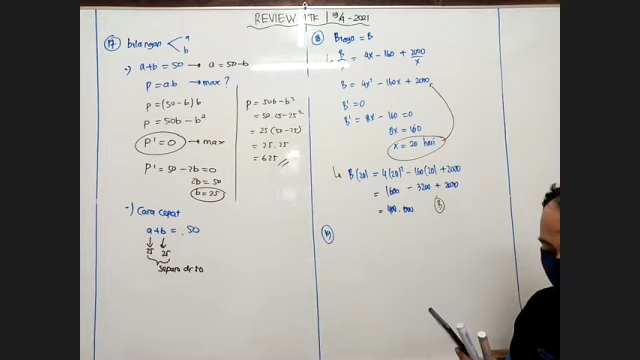 REVIEW MTK | 19/4 - 2021
17 bilangan < a
b
-) a+b = 50 → a = 50-b
P = a.b → max ?
P = (50-b) b
P = 50b - b²
P' = 0 → max
P' = 50 - 2b = 0
2b = 50
b = 25
P = 50b - b²
= 50.25 - 25²
= 25 (50-25)
= 25.25
= 625
-) Cara cepat
a+b = 50
25 25
separo dr 50
18 Biaya = B
B/x = 4x - 160 + 2000/x
B = 4x² - 160x + 2000
B' = 0
B' = 8x - 160 = 0
8x = 160
x = 20 hari
B(20) = 4(20)² - 160(20) + 2000
= 1600 - 3200 + 2000
= 400.000 B
19